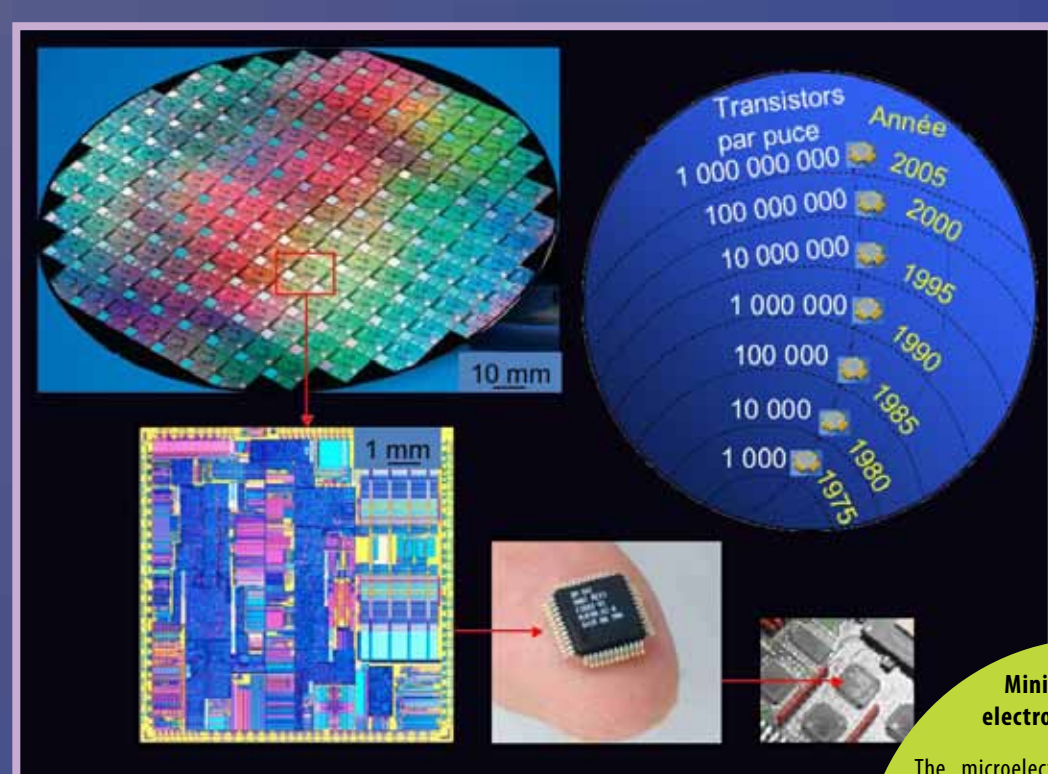 10 mm
Transistors
par puce
Année
1 000 000 000 2005
100 000 000 2000
10 000 000 1995
1 000 000 1990
100 000 1985
10 000 1980
1 000 1975
1 mm
Mini
electro
The microelect